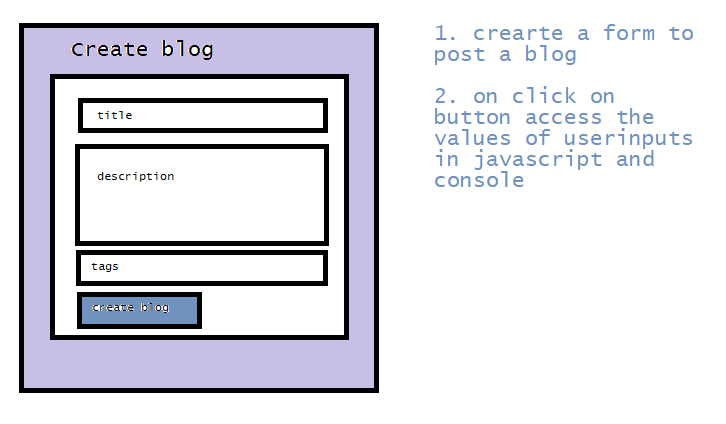 Create blog
title
description
tags
create blog
1. crearte a form to
post a blog
2. on click on
button access the
values of userinputs
in javascript and
console